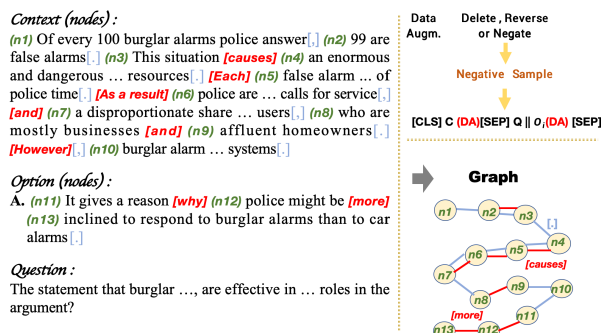 Context (nodes) :
(n1) Of every 100 burglar alarms police answer[,] (n2) 99 are
false alarms[.] (n3) This situation [causes] (n4) an enormous
and dangerous … resources[.] [Each] (n5) false alarm ... of
police time[.] [As a result] (n6) police are … calls for service[,]
[and] (n7) a disproportionate share … users[,] (n8) who are
mostly businesses [and] (n9) affluent homeowners[.]
[However][,] (n10) burglar alarm … systems[.]
Option (nodes) :
A. (n11) It gives a reason [why] (n12) police might be [more]
(n13) inclined to respond to burglar alarms than to car
alarms[.]
Question :
The statement that burglar …, are effective in … roles in the
argument?
Data
Augm.
Delete , Reverse
or Negate
Negative Sample
[CLS] C (DA)[SEP] Q || oi(DA) [SEP]
Graph
n1
n2
n3
[,]
n4
n5
n6
[causes]
n7
n8
n9
n10
[more]
n11
n12
n13